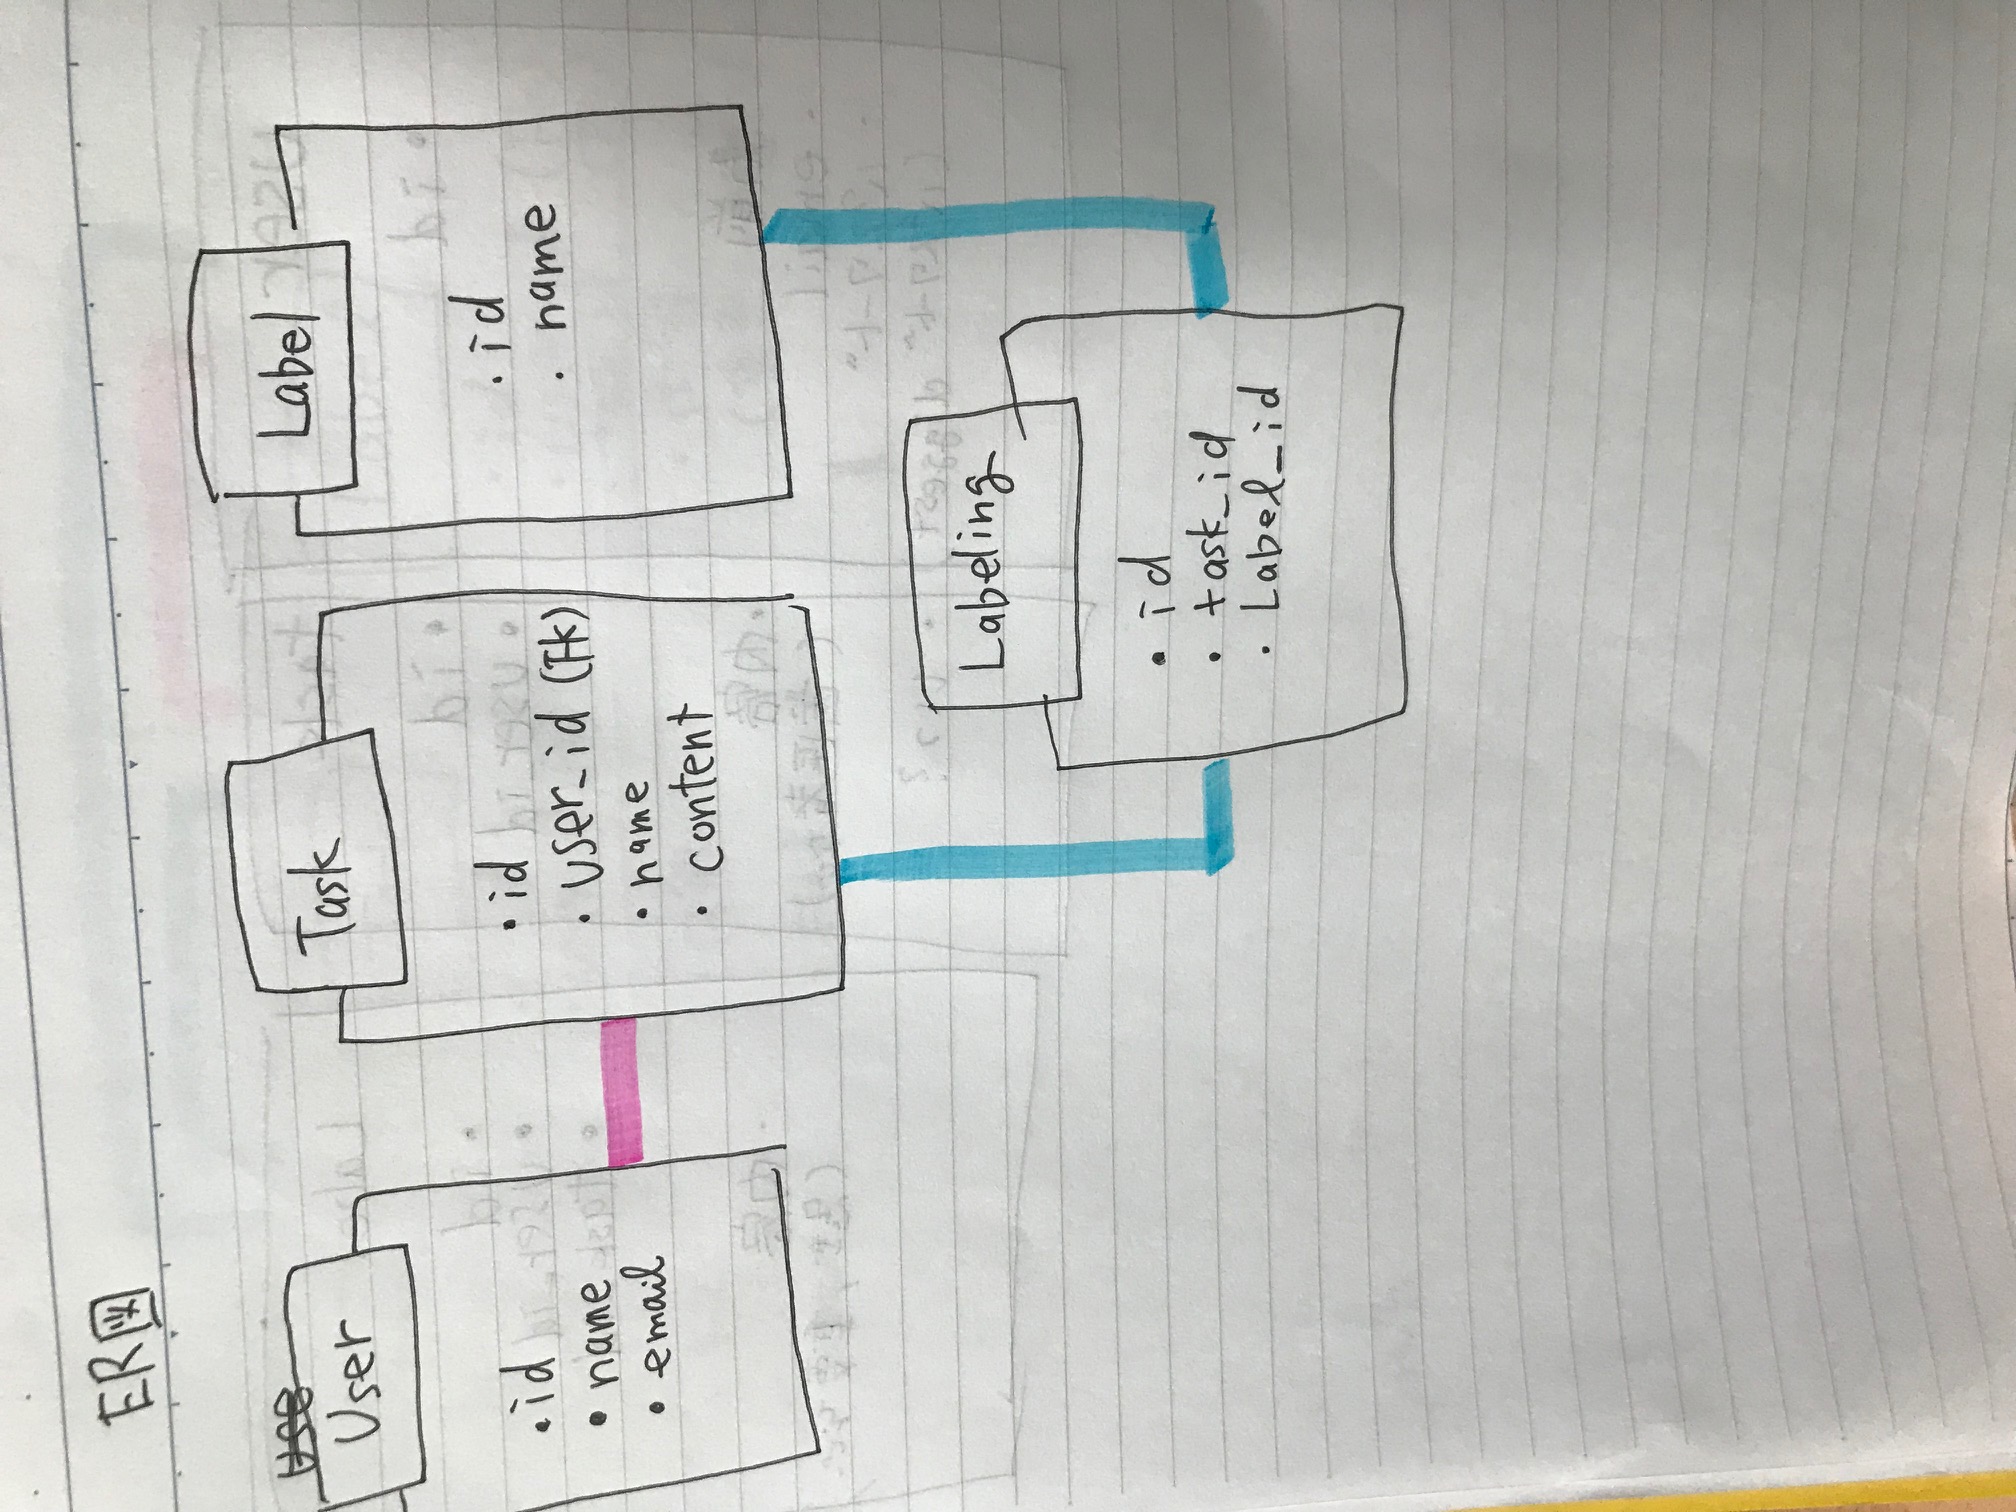 ER図
User
• id
• name
• email
Task
• id
• user_id (Fk)
• name
• content
Label
• id
• name
Labeling
• id
• task_id
• Label_id